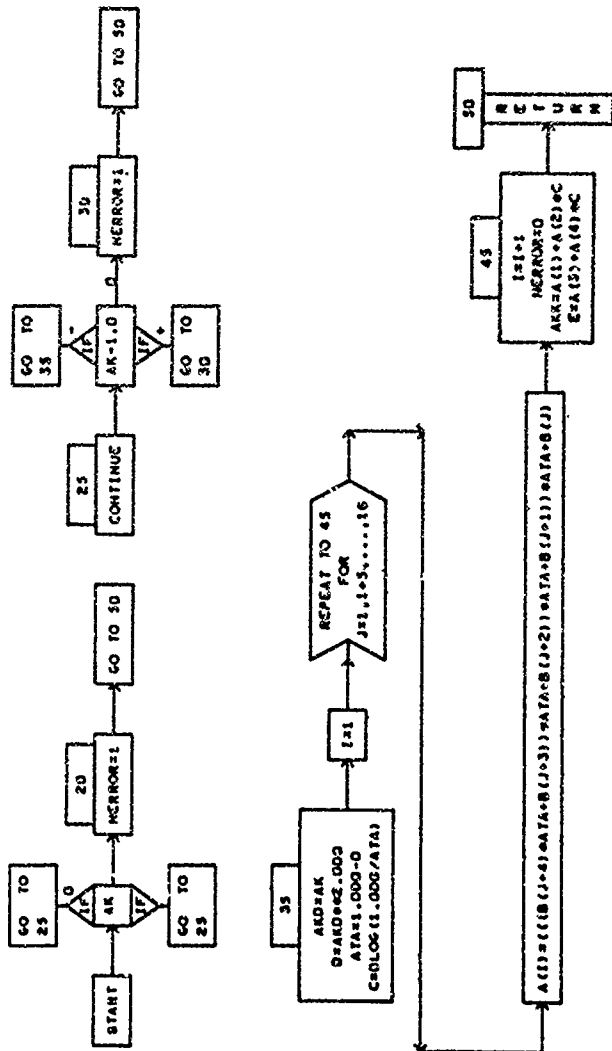 START
GO TO
25
IF
0
AK
IF
GO TO
25
20
NERROR=1
GO TO 50
25
CONTINUE
GO TO
35
IF
-
AK-1.0
IF
+
GO TO
30
0
30
NERROR=1
GO TO 50
35
AKD=AK
D=AKD**2.0D0
ATA=1.0D0-D
C=DLOG(1.0D0/ATA)
I=1
REPEAT TO 45
FOR
J=1,1+5,...,16
A(I)=(((B(J+4)*ATA+B(J+3))*ATA+B(J+2))*ATA+B(J+1))*ATA+B(J)
45
I=I+1
NERROR=0
AKK=A(1)+A(2)*C
E=A(3)+A(4)*C
50
RETURN